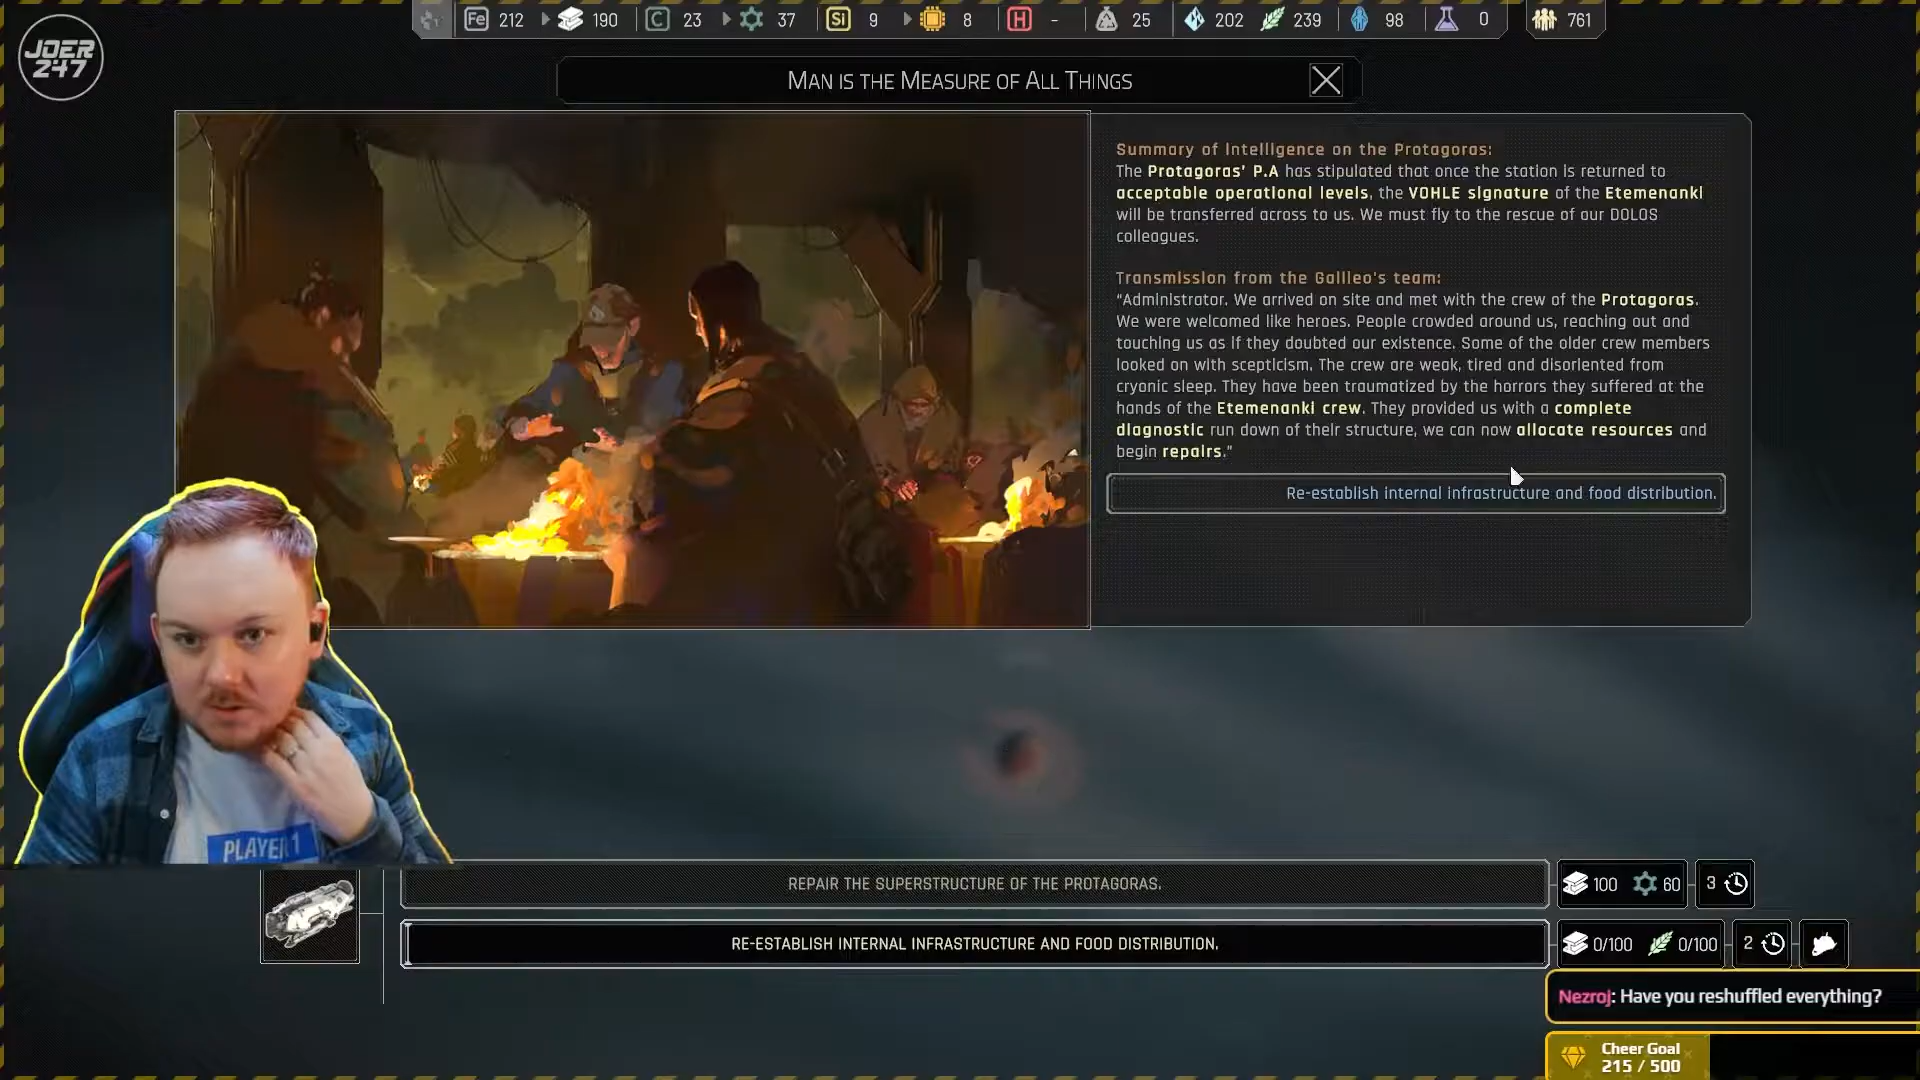 JOER
247
Fe 212 190 C 23 37 Si 9 8 H - 25 202 239 98 0 761
MAN IS THE MEASURE OF ALL THINGS
Summary of Intelligence on the Protagoras:
The Protagoras' P.A has stipulated that once the station is returned to
acceptable operational levels, the VOHLE signature of the Etemenanki
will be transferred across to us. We must fly to the rescue of our DOLOS
colleagues.
Transmission from the Galileo's team:
"Administrator. We arrived on site and met with the crew of the Protagoras.
We were welcomed like heroes. People crowded around us, reaching out and
touching us as if they doubted our existence. Some of the older crew members
looked on with scepticism. The crew are weak, tired and disoriented from
cryonic sleep. They have been traumatized by the horrors they suffered at the
hands of the Etemenanki crew. They provided us with a complete
diagnostic run down of their structure, we can now allocate resources and
begin repairs."
Re-establish internal infrastructure and food distribution.
PLAYER 1
REPAIR THE SUPERSTRUCTURE OF THE PROTAGORAS. 100 60 3
RE-ESTABLISH INTERNAL INFRASTRUCTURE AND FOOD DISTRIBUTION. 0/100 0/100 2
Nezroj: Have you reshuffled everything?
Cheer Goal
215 / 500